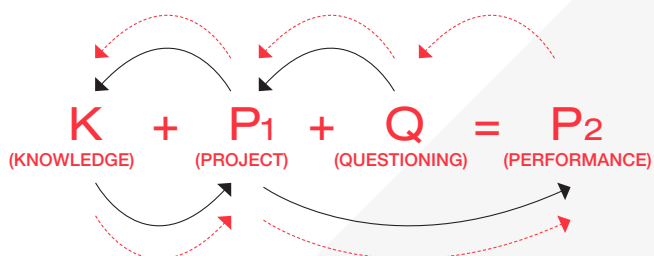 K + P1 + Q = P2
(KNOWLEDGE) (PROJECT) (QUESTIONING) (PERFORMANCE)